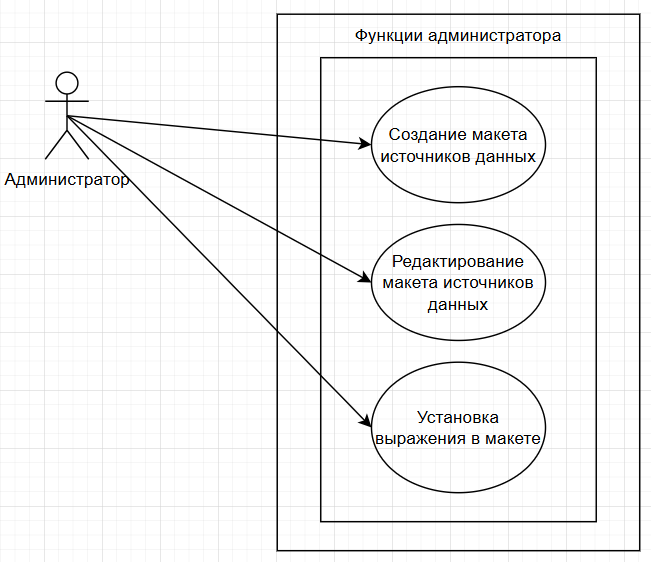 Функции администратора
Администратор
Создание макета
источников данных
Редактирование
макета источников
данных
Установка
выражения в макете